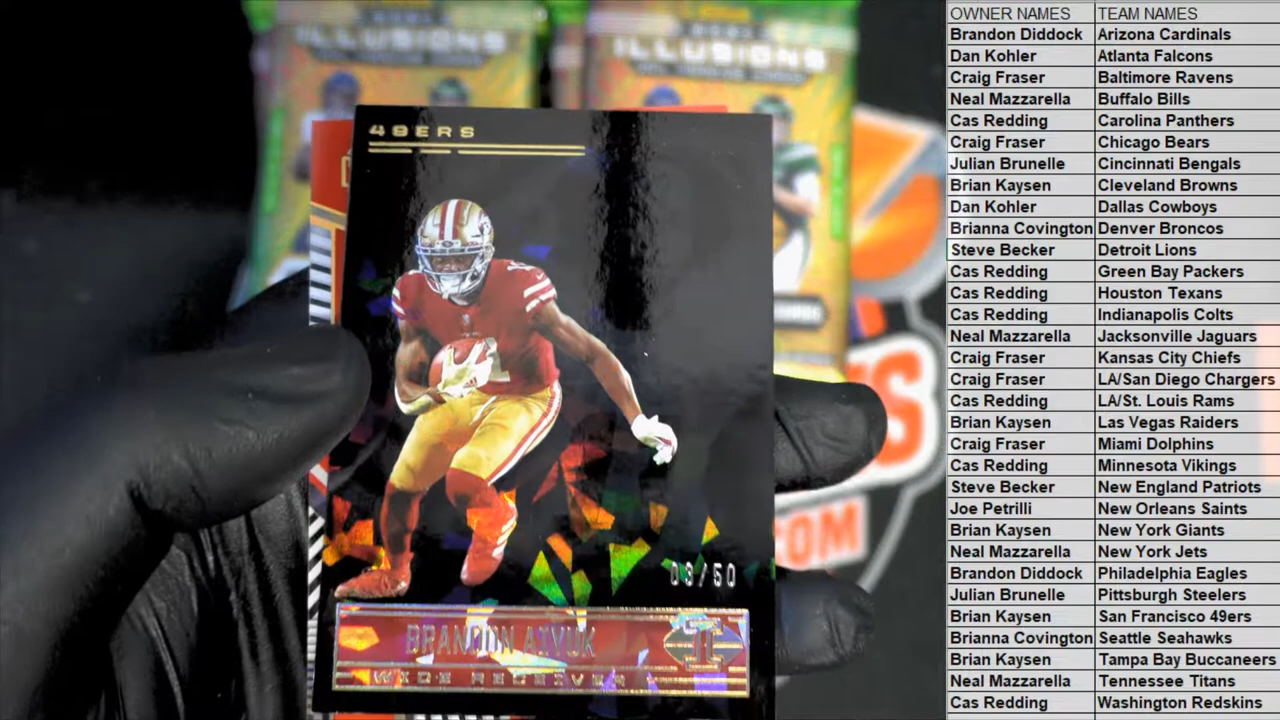 ILLUSIONS
ILLUSIONS
49ERS
03/50
BRANDON AIYUK
WIDE RECEIVER
COM
OWNER NAMES TEAM NAMES
Brandon Diddock Arizona Cardinals
Dan Kohler Atlanta Falcons
Craig Fraser Baltimore Ravens
Neal Mazzarella Buffalo Bills
Cas Redding Carolina Panthers
Craig Fraser Chicago Bears
Julian Brunelle Cincinnati Bengals
Brian Kaysen Cleveland Browns
Dan Kohler Dallas Cowboys
Brianna Covington Denver Broncos
Steve Becker Detroit Lions
Cas Redding Green Bay Packers
Cas Redding Houston Texans
Cas Redding Indianapolis Colts
Neal Mazzarella Jacksonville Jaguars
Craig Fraser Kansas City Chiefs
Craig Fraser LA/San Diego Chargers
Cas Redding LA/St. Louis Rams
Brian Kaysen Las Vegas Raiders
Craig Fraser Miami Dolphins
Cas Redding Minnesota Vikings
Steve Becker New England Patriots
Joe Petrilli New Orleans Saints
Brian Kaysen New York Giants
Neal Mazzarella New York Jets
Brandon Diddock Philadelphia Eagles
Julian Brunelle Pittsburgh Steelers
Brian Kaysen San Francisco 49ers
Brianna Covington Seattle Seahawks
Brian Kaysen Tampa Bay Buccaneers
Neal Mazzarella Tennessee Titans
Cas Redding Washington Redskins